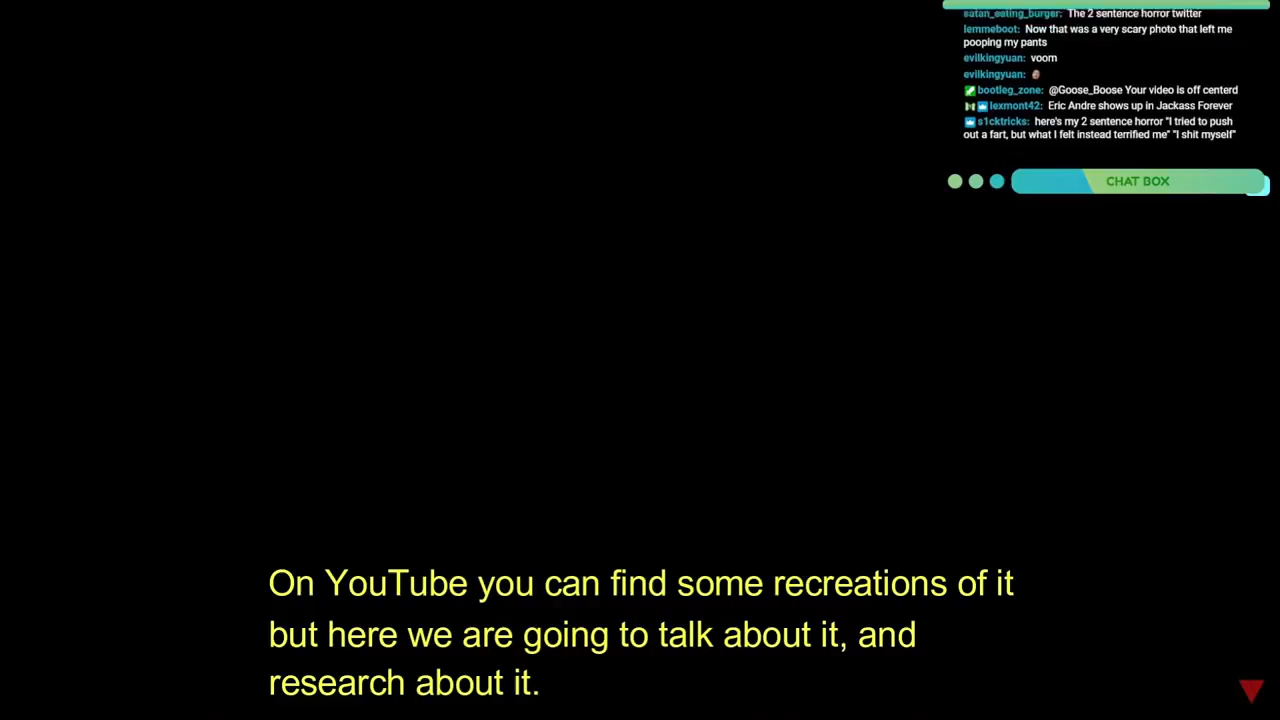 satan_eating_burger: The 2 sentence horror twitter
lemmeboot: Now that was a very scary photo that left me
pooping my pants
evilkingyuan: voom
evilkingyuan:
bootleg_zone: @Goose_Boose Your video is off centerd
lexmont42: Eric Andre shows up in Jackass Forever
s1cktricks: here's my 2 sentence horror "I tried to push
out a fart, but what I felt instead terrified me" "I shit myself"
CHAT BOX
On YouTube you can find some recreations of it
but here we are going to talk about it, and
research about it.